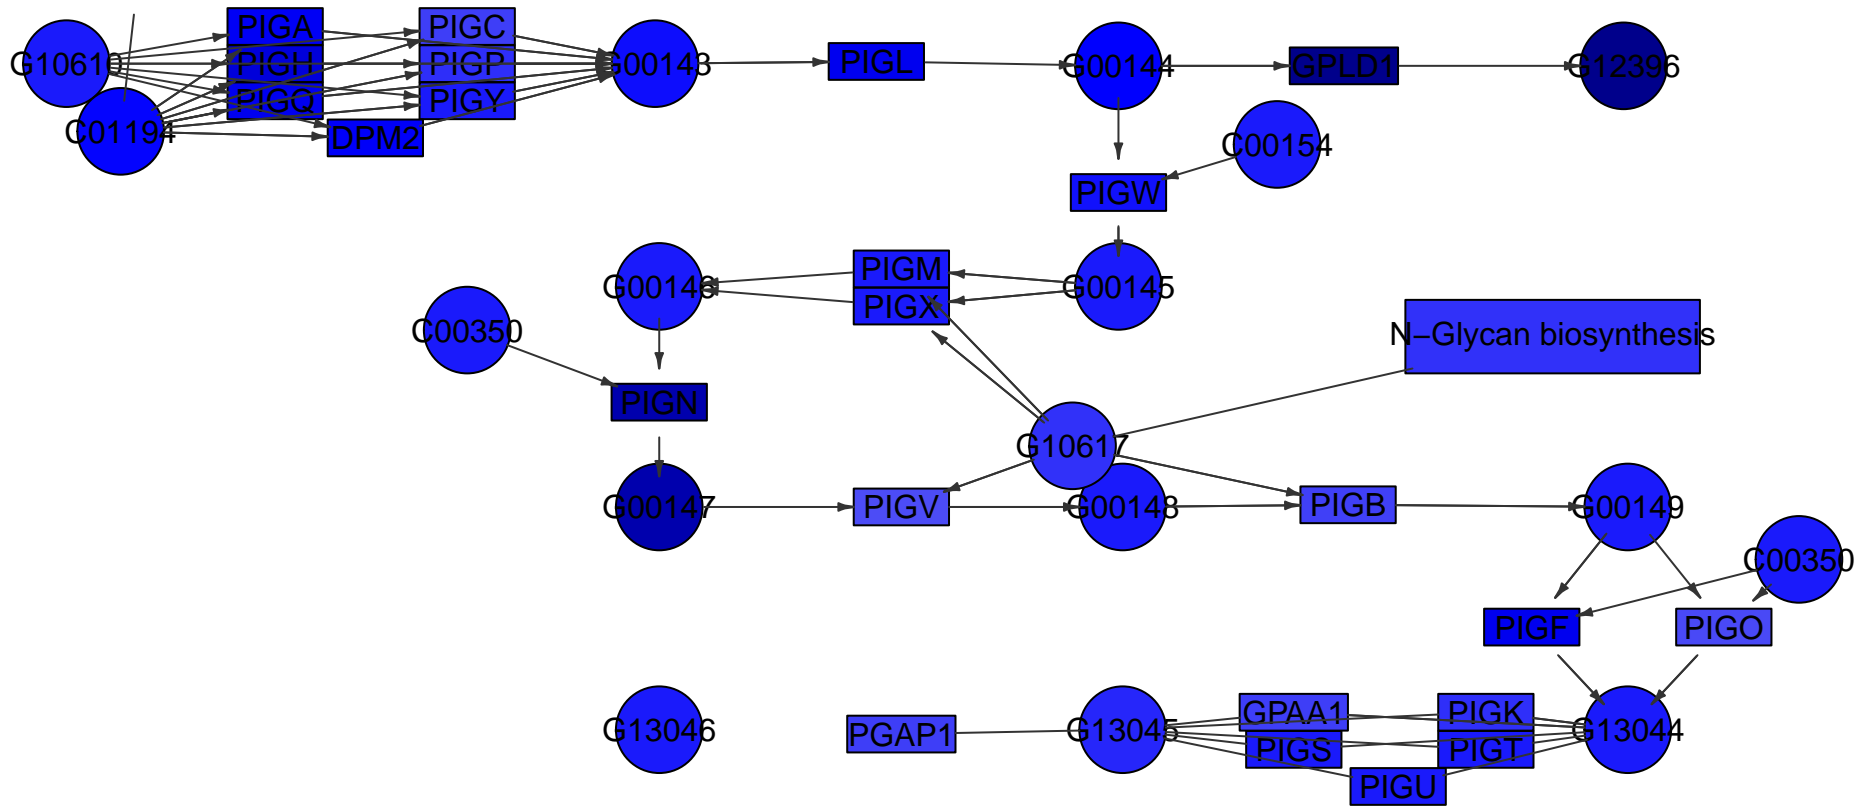 PIGA
PIGC
G10610
PIGH
PIGP
G00143
PIGL
G00144
GPLD1
G12396
PIGQ
PIGY
C01194
DPM2
C00154
PIGW
PIGM
G00146
G00145
PIGX
C00350
N−Glycan biosynthesis
PIGN
G10617
G00147
PIGV
G00148
PIGB
G00149
C00350
PIGF
PIGO
GPAA1
PIGK
G13046
PGAP1
G13045
G13044
PIGS
PIGT
PIGU